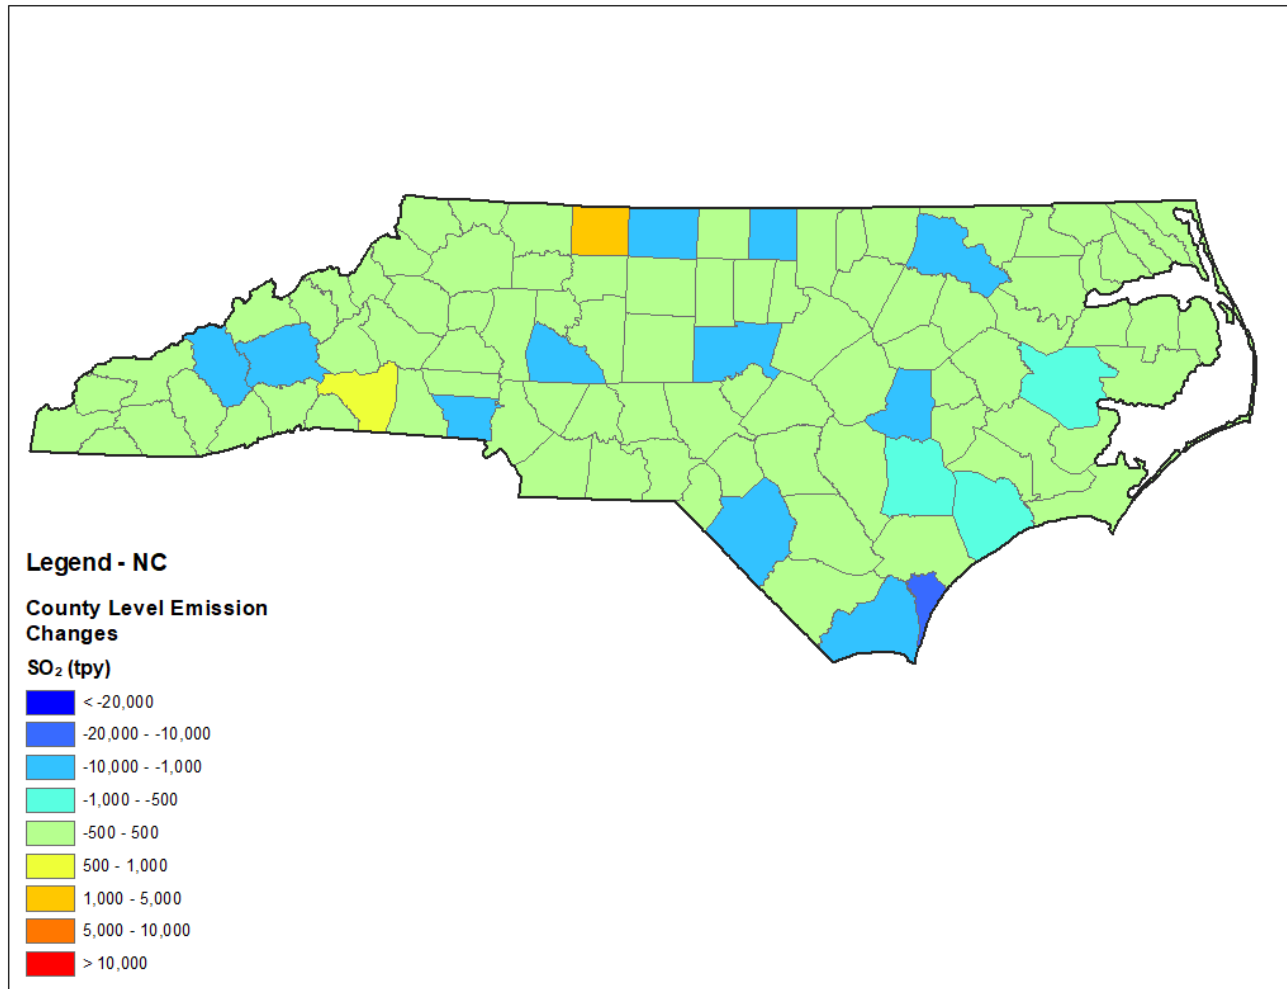 Legend - NC
County Level Emission
Changes
SO₂ (tpy)
< -20,000
-20,000 - -10,000
-10,000 - -1,000
-1,000 - -500
-500 - 500
500 - 1,000
1,000 - 5,000
5,000 - 10,000
> 10,000